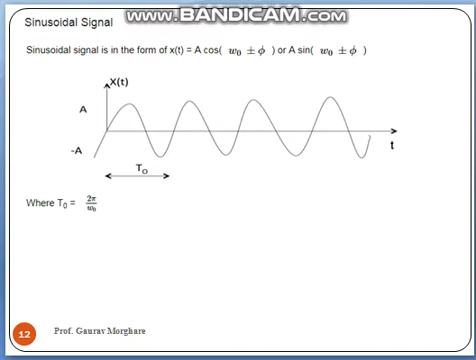 www.BANDICAM.com
Sinusoidal Signal
Sinusoidal signal is in the form of x(t) = A cos( w₀ ± ϕ ) or A sin( w₀ ± ϕ )
X(t)
A
-A
t
T₀
Where T₀ = 2π/w₀
12
Prof. Gaurav Morghare